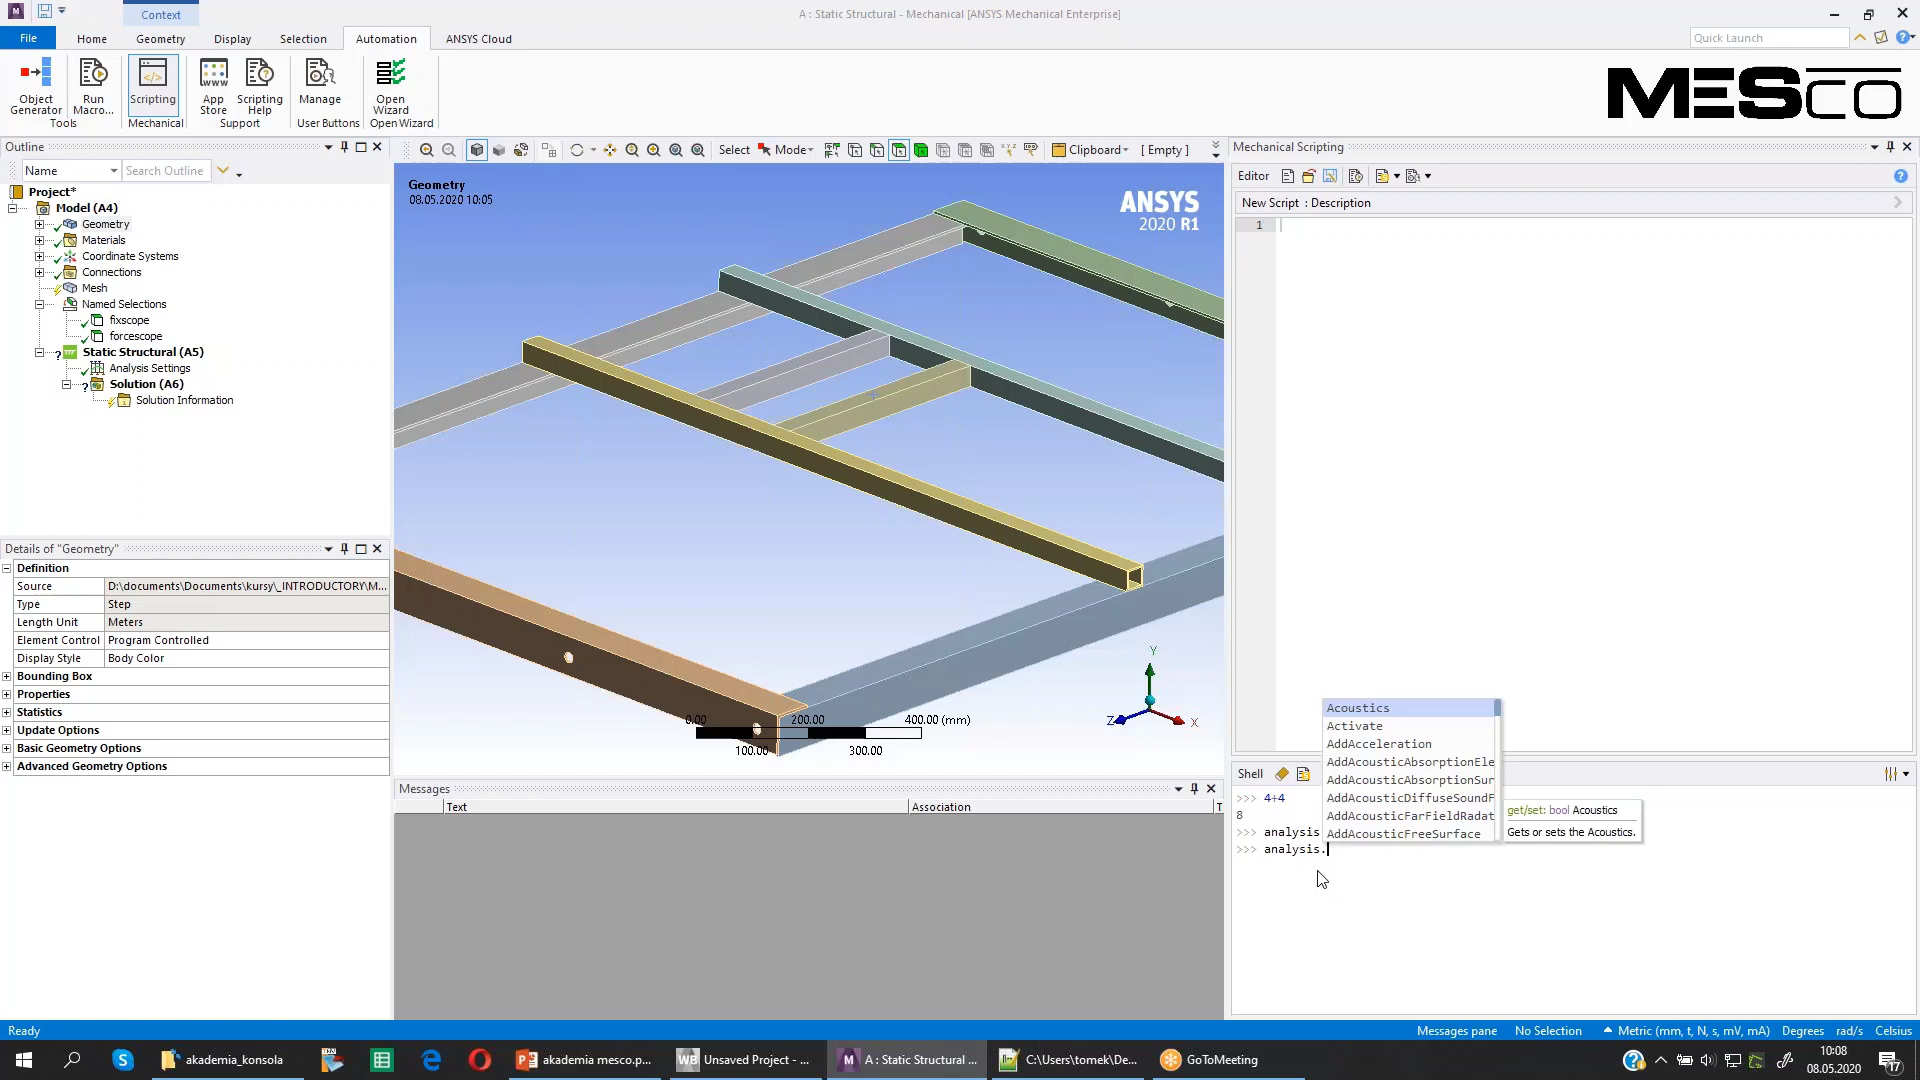 Context
A : Static Structural - Mechanical [ANSYS Mechanical Enterprise]
File
Home
Geometry
Display
Selection
Automation
ANSYS Cloud
Quick Launch
Object Generator
Run Macro...
Scripting
App Store
Scripting Help
Manage
Open Wizard
Tools
Mechanical
Support
User Buttons
Open Wizard
MESco
Outline
Name
Search Outline
Project*
Model (A4)
Geometry
Materials
Coordinate Systems
Connections
Mesh
Named Selections
fixscope
forcescope
Static Structural (A5)
Analysis Settings
Solution (A6)
Solution Information
Details of "Geometry"
Definition
Source D:\documents\Documents\kursy\_INTRODUCTORY\M...
Type Step
Length Unit Meters
Element Control Program Controlled
Display Style Body Color
Bounding Box
Properties
Statistics
Update Options
Basic Geometry Options
Advanced Geometry Options
Select
Mode
Clipboard
[ Empty ]
Geometry
08.05.2020 10:05
ANSYS
2020 R1
Y
Z
X
0.00 200.00 400.00 (mm)
100.00 300.00
Messages
Text Association T
Mechanical Scripting
Editor
New Script : Description
1
Acoustics
Activate
AddAcceleration
AddAcousticAbsorptionEle
AddAcousticAbsorptionSur
AddAcousticDiffuseSoundF
AddAcousticFarFieldRadat
AddAcousticFreeSurface
get/set: bool Acoustics
Gets or sets the Acoustics.
Shell
>>> 4+4
8
>>> analysis
>>> analysis.
Ready
Messages pane
No Selection
Metric (mm, t, N, s, mV, mA)
Degrees
rad/s
Celsius
akademia_konsola
akademia mesco.p...
WB
Unsaved Project - ...
A : Static Structural ...
C:\Users\tomek\De...
GoToMeeting
10:08
08.05.2020
17